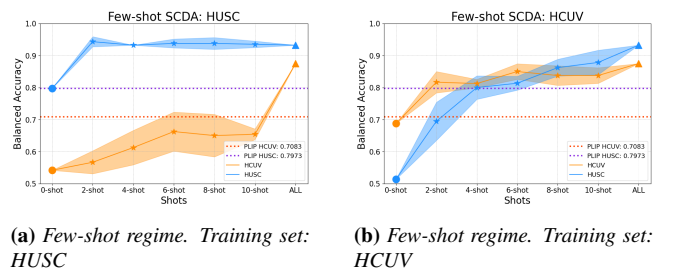 Few-shot SCDA: HUSC
Balanced Accuracy
1.0
0.9
0.8
0.7
0.6
0.5
0-shot 2-shot 4-shot 6-shot 8-shot 10-shot ALL
Shots
PLIP HCUV: 0.7083
PLIP HUSC: 0.7973
HCUV
HUSC
(a) Few-shot regime. Training set:
HUSC
Few-shot SCDA: HCUV
Balanced Accuracy
1.0
0.9
0.8
0.7
0.6
0.5
0-shot 2-shot 4-shot 6-shot 8-shot 10-shot ALL
Shots
PLIP HCUV: 0.7083
PLIP HUSC: 0.7973
HCUV
HUSC
(b) Few-shot regime. Training set:
HCUV